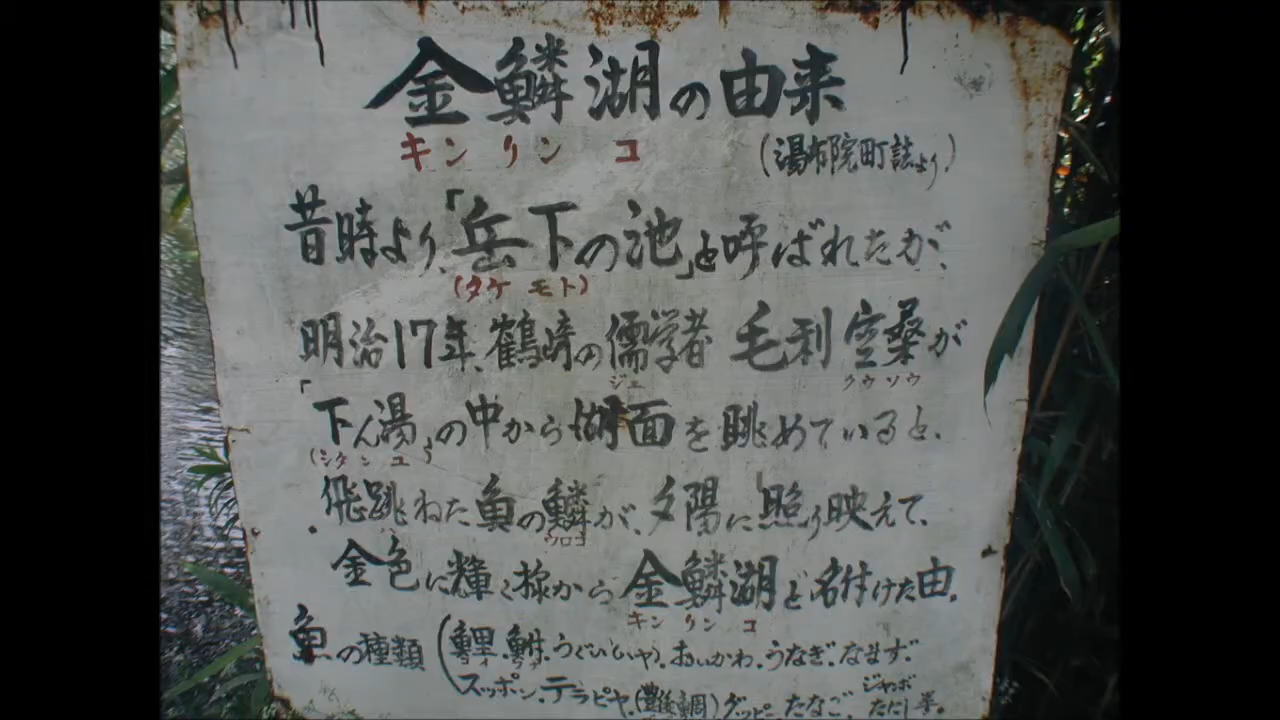 金鱗湖の由来
キンリンコ
(湯布院町誌より)
昔時より、「岳下の池」と呼ばれたが、
(タケモト)
明治17年、鶴崎の儒学者 毛利空桑が
ジュ クウソウ
「下ん湯」の中から湖面を眺めていると、
(シタンユ)
飛跳ねた魚の鱗が、夕陽に照り映えて、
ウロコ
金色に輝く様から 金鱗湖と名付けた由。
キンリンコ
魚の種類 (鯉、鮒、うぐい(いや)、おいかわ、うなぎ、なまず
スッポン、テラピヤ、( )グッピー、たなご、ジャンボたにし等